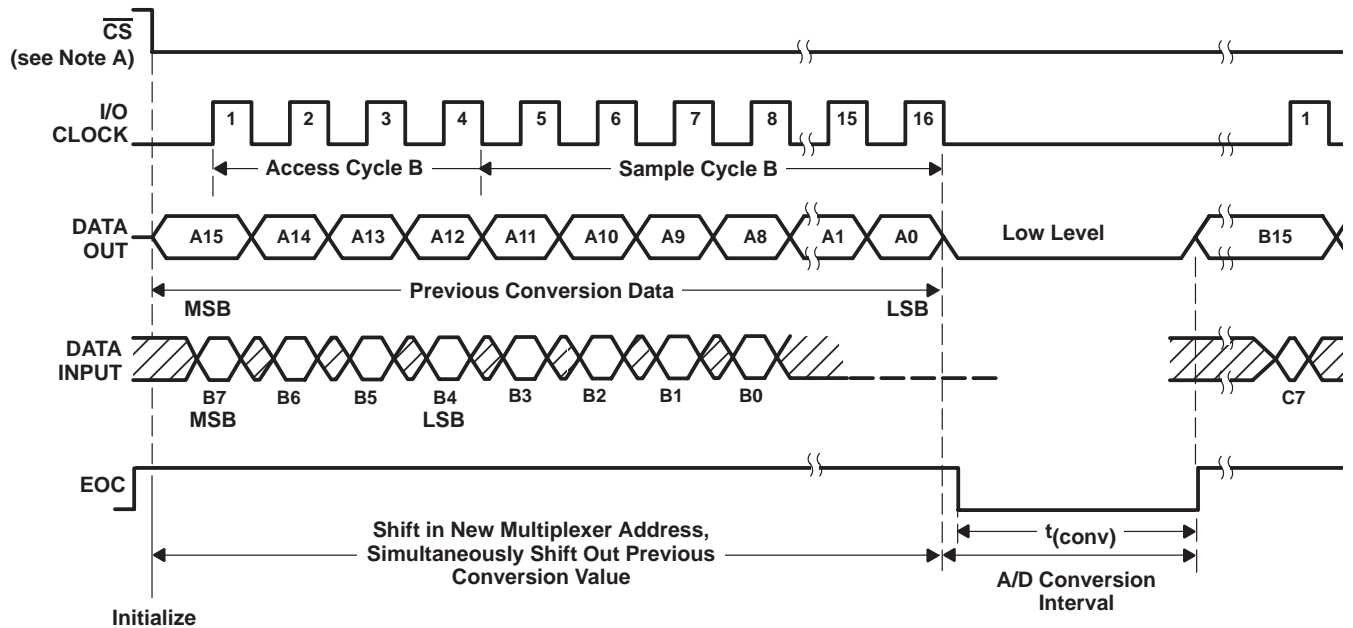 CS
(see Note A)
I/O
CLOCK
1 2 3 4 5 6 7 8 15 16 1
Access Cycle B
Sample Cycle B
DATA
OUT
A15 A14 A13 A12 A11 A10 A9 A8 A1 A0
Low Level
B15
Previous Conversion Data
MSB
LSB
DATA
INPUT
B7 B6 B5 B4 B3 B2 B1 B0 C7
MSB LSB
EOC
Shift in New Multiplexer Address,
Simultaneously Shift Out Previous
Conversion Value
t(conv)
A/D Conversion
Interval
Initialize